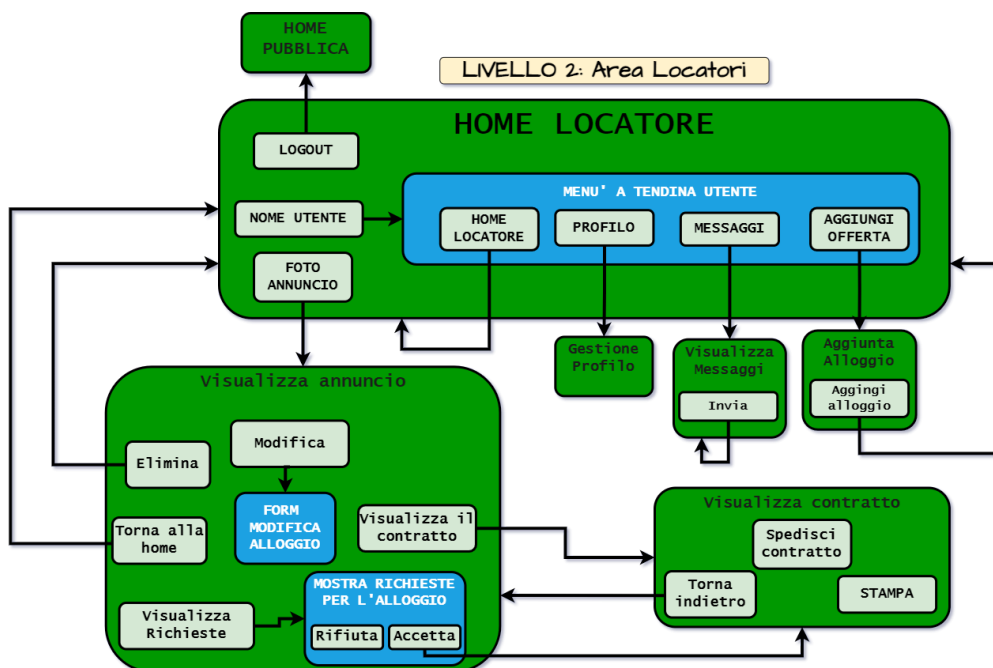 HOME
PUBBLICA
LIVELLO 2: Area Locatori
HOME LOCATORE
LOGOUT
MENU' A TENDINA UTENTE
NOME UTENTE
HOME
LOCATORE
PROFILO
MESSAGGI
AGGIUNGI
OFFERTA
FOTO
ANNUNCIO
Gestione
Profilo
Visualizza
Messaggi
Invia
Aggiunta
Alloggio
Aggingi
alloggio
Visualizza annuncio
Modifica
Elimina
FORM
MODIFICA
ALLOGGIO
Visualizza il
contratto
Torna alla
home
MOSTRA RICHIESTE
PER L'ALLOGGIO
Visualizza
Richieste
Rifiuta
Accetta
Visualizza contratto
Spedisci
contratto
Torna
indietro
STAMPA